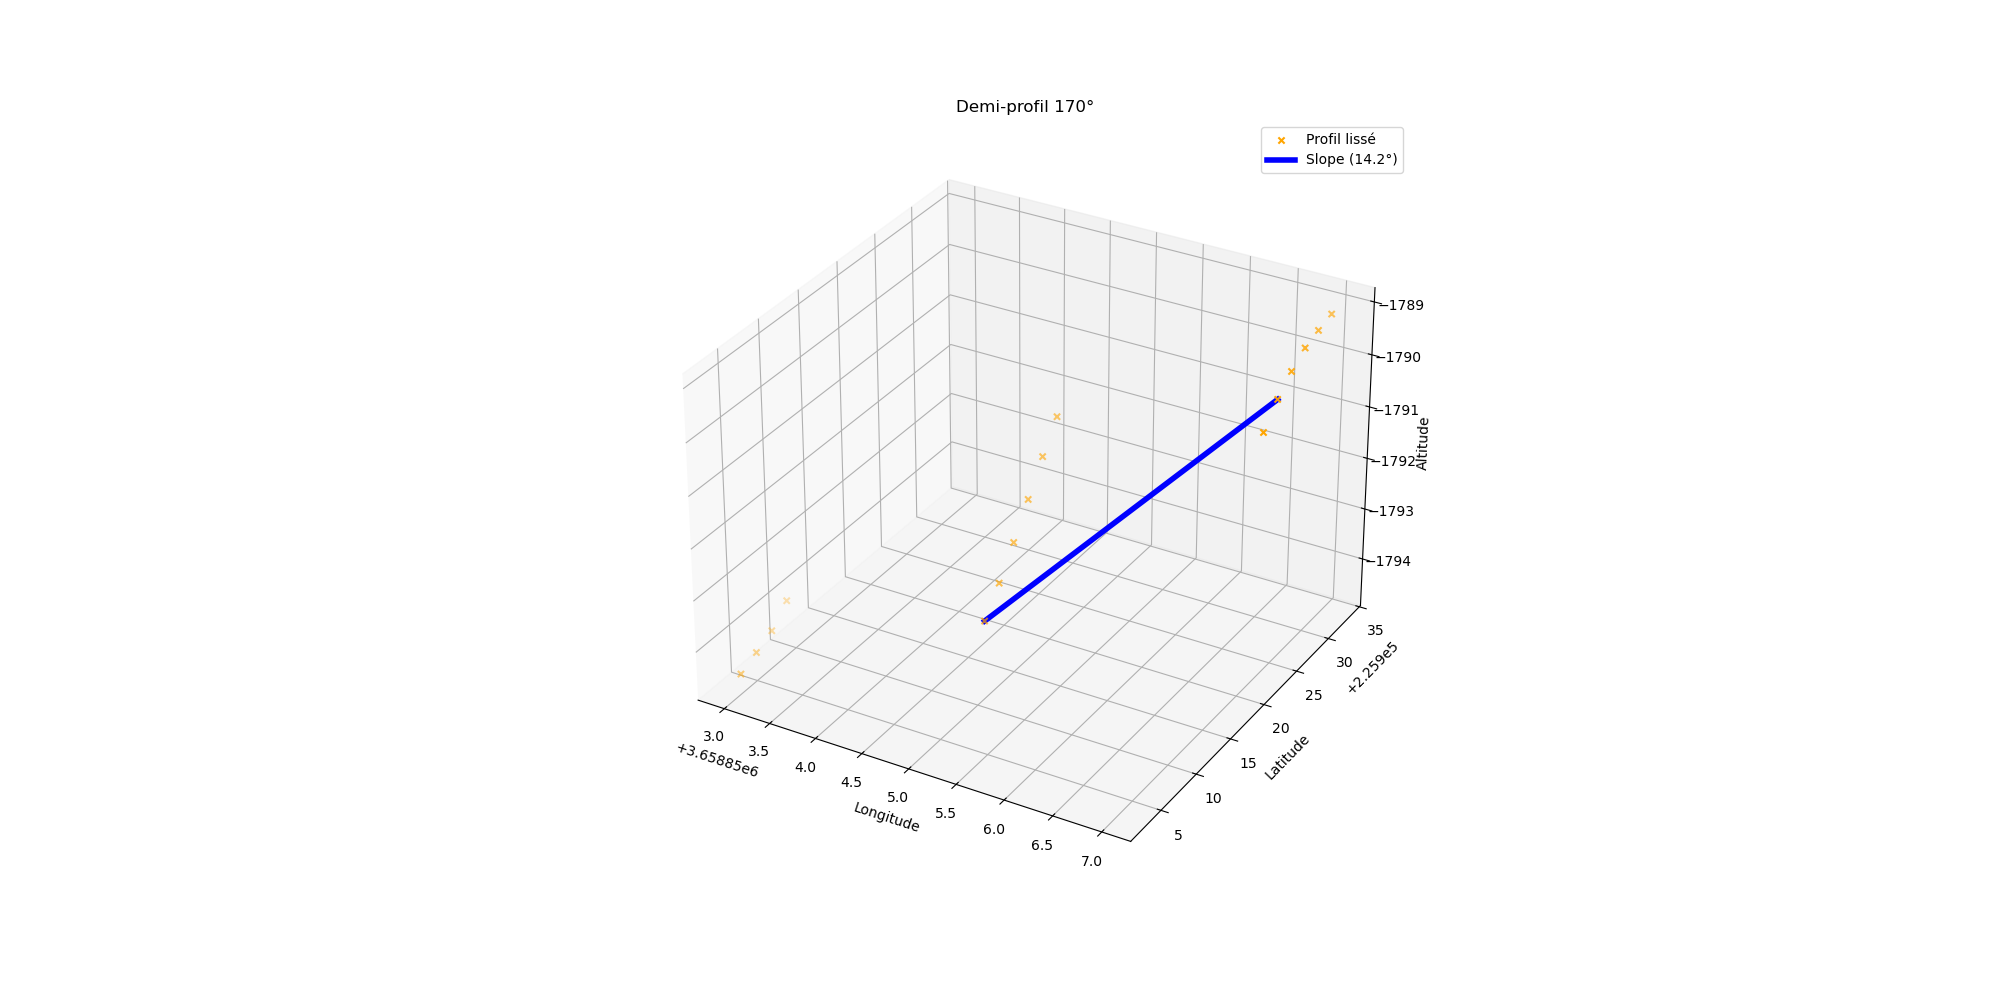 Demi-profil 170°
Profil lissé
Slope (14.2°)
−1789
−1790
−1791
−1792
−1793
−1794
Altitude
35
30
25
20
15
10
5
+2.259e5
Latitude
3.0
3.5
4.0
4.5
5.0
5.5
6.0
6.5
7.0
+3.65885e6
Longitude